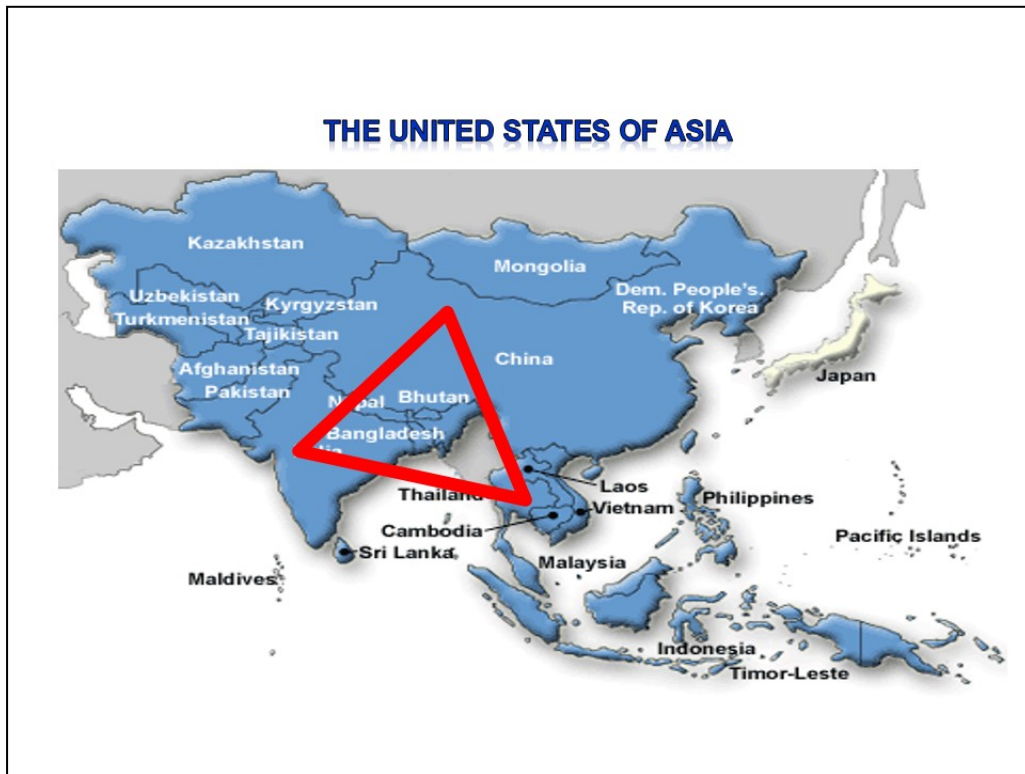 THE UNITED STATES OF ASIA
Kazakhstan
Mongolia
Uzbekistan
Kyrgyzstan
Dem. People's.
Rep. of Korea
Turkmenistan
Tajikistan
China
Afghanistan
Pakistan
Japan
Nepal
Bhutan
Bangladesh
Laos
Thailand
Philippines
Vietnam
Cambodia
Pacific Islands
Sri Lanka
Malaysia
Maldives
Indonesia
Timor-Leste